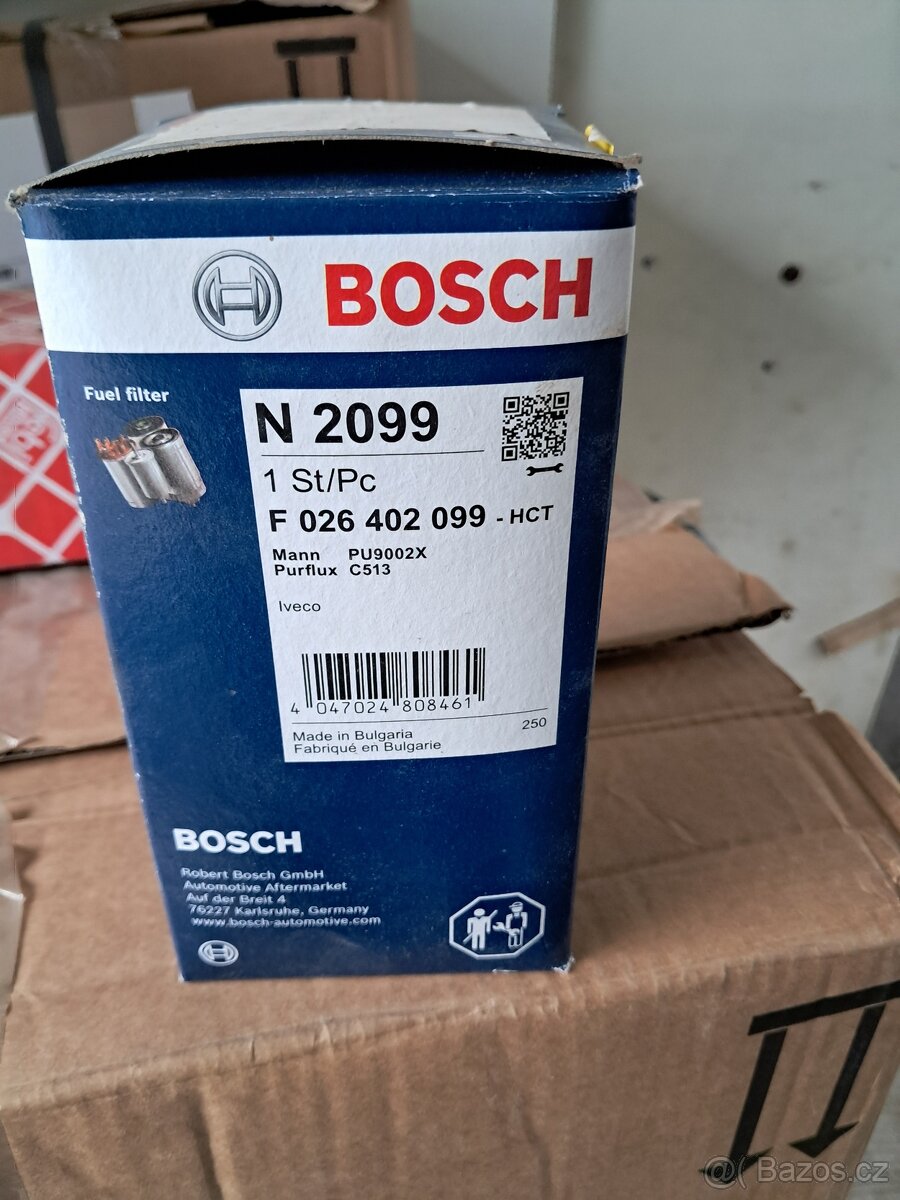 BOSCH
Fuel filter
N 2099
1 St/Pc
F 026 402 099 - HCT
Mann PU9002X
Purflux C513
Iveco
4 047024 808461
250
Made in Bulgaria
Fabriqué en Bulgarie
BOSCH
Robert Bosch GmbH
Automotive Aftermarket
Auf der Breit 4
76227 Karlsruhe, Germany
www.bosch-automotive.com
Bazos.cz